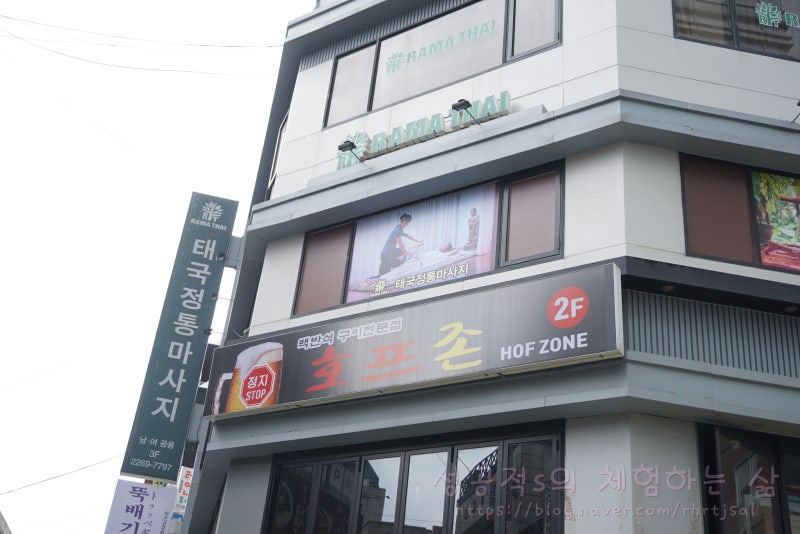 RAMA THAI
RAMA THAI
RAMA THAI
태국정통마사지
남·여 공용
3F
2269-7797
태국정통마사지
맥반석 구이전문점
호프존
HOF ZONE
2F
정지
STOP
뚝배기
성공적s의 체험하는 삶
https://blog.naver.com/rhrtjsal